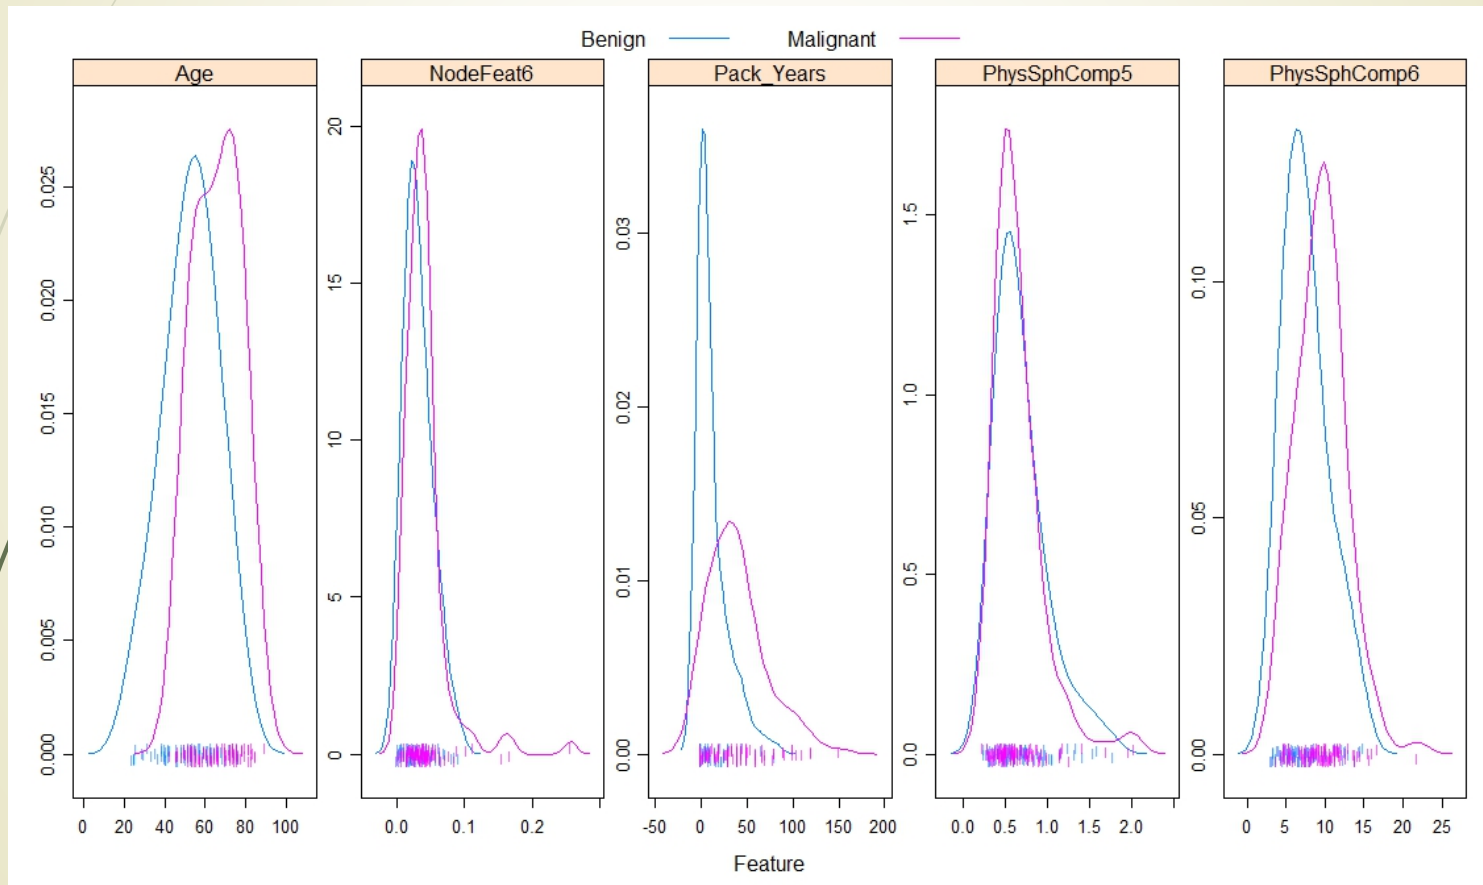 Benign Malignant
Age NodeFeat6 Pack_Years PhysSphComp5 PhysSphComp6
0.000 0.005 0.010 0.015 0.020 0.025
0 20 40 60 80 100
0 5 10 15 20
0.0 0.1 0.2
0.00 0.01 0.02 0.03
-50 0 50 100 150 200
0.0 0.5 1.0 1.5
0.0 0.5 1.0 1.5 2.0
0.00 0.05 0.10
0 5 10 15 20 25
Feature